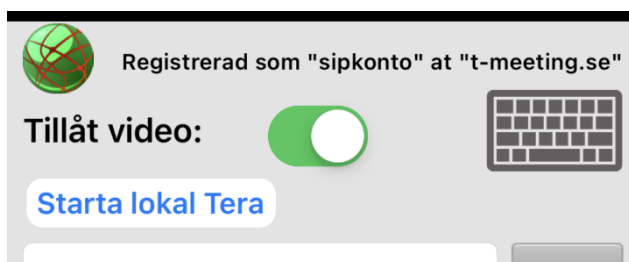 Registrerad som "sipkonto" at "t-meeting.se"
Tillåt video:
Starta lokal Tera